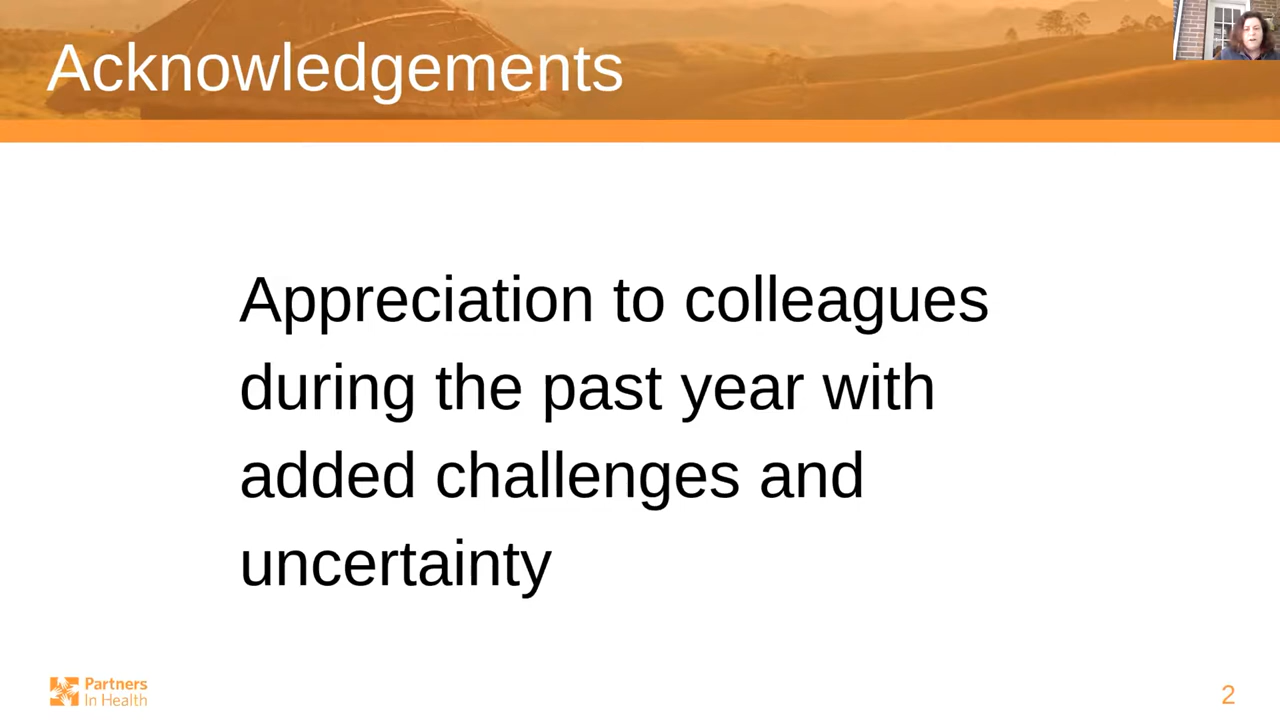 Acknowledgements
Appreciation to colleagues
during the past year with
added challenges and
uncertainty
Partners
In Health
2